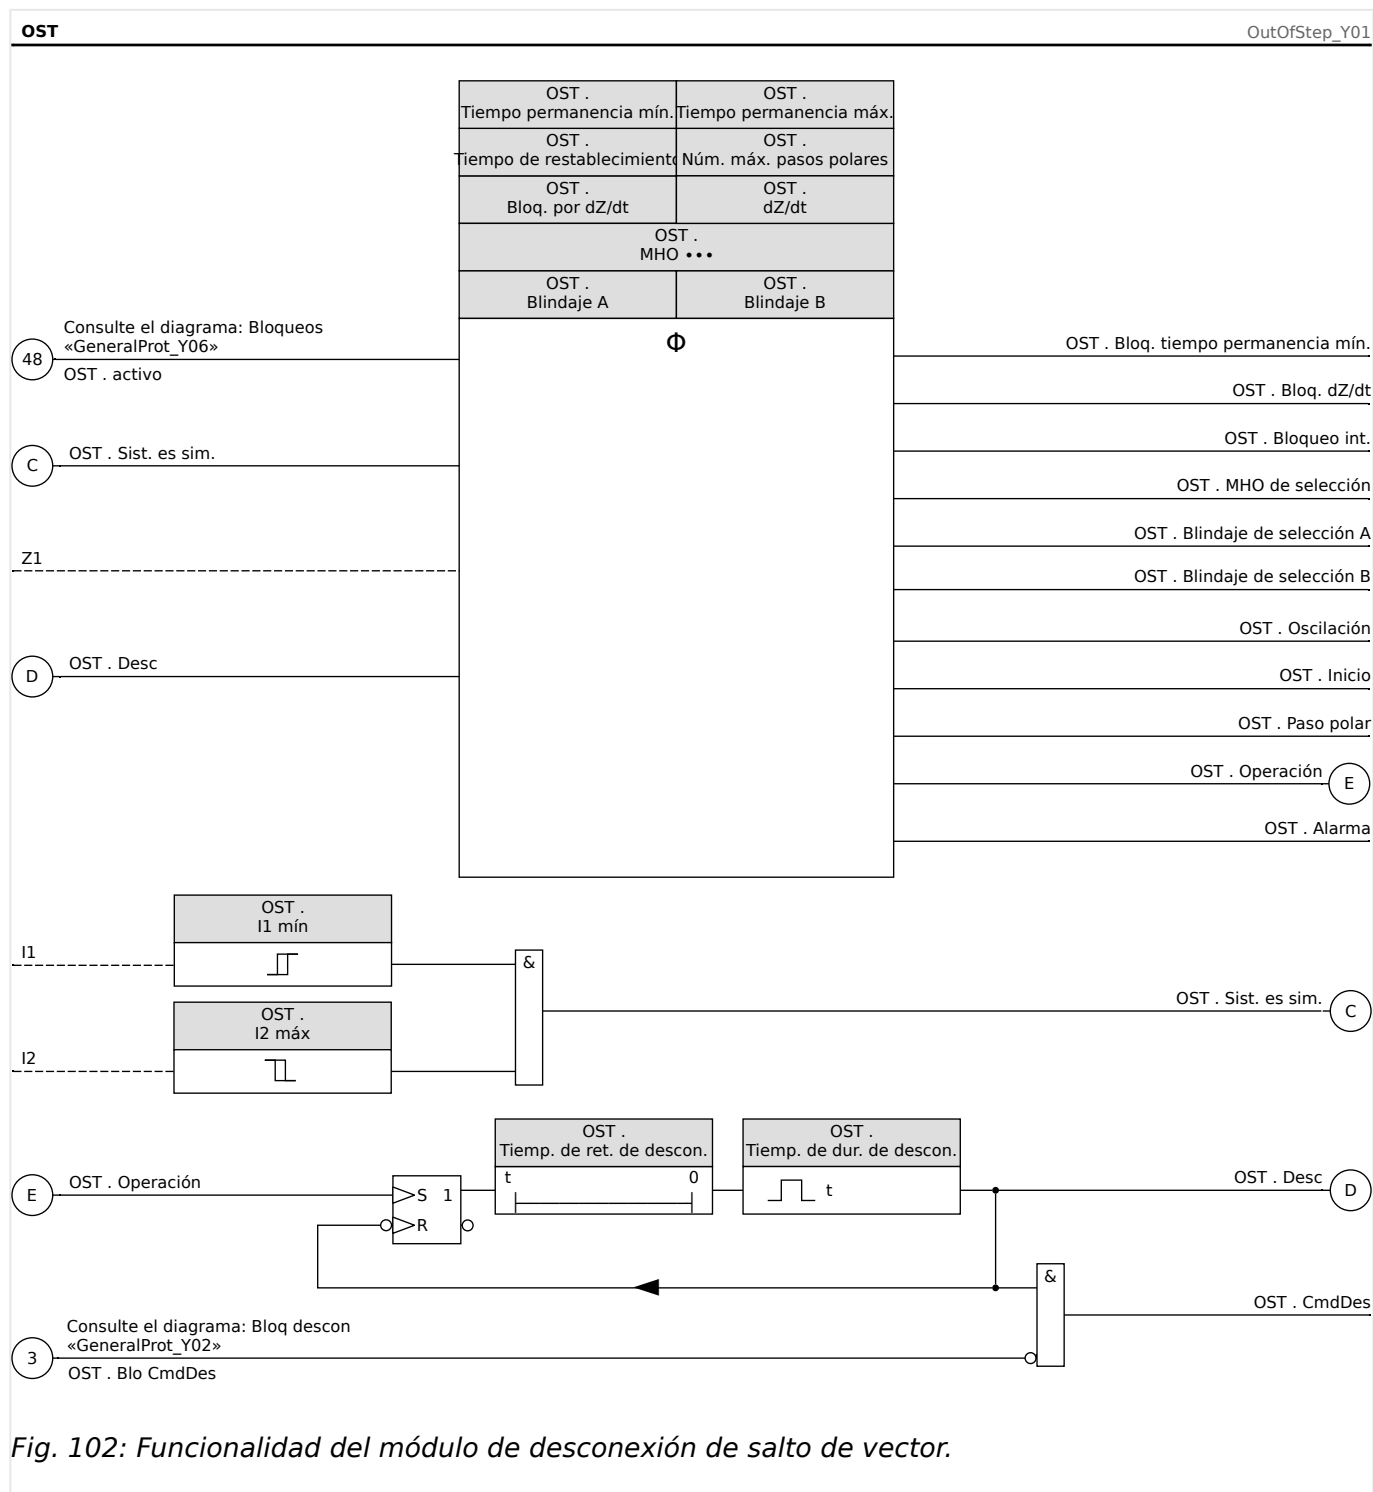 OST
OutOfStep_Y01
OST .
Tiempo permanencia mín.
OST .
Tiempo permanencia máx.
OST .
Tiempo de restablecimiento
OST .
Núm. máx. pasos polares
OST .
Bloq. por dZ/dt
OST .
dZ/dt
OST .
MHO •••
OST .
Blindaje A
OST .
Blindaje B
Φ
Consulte el diagrama: Bloqueos
«GeneralProt_Y06»
48
OST . activo
C
OST . Sist. es sim.
Z1
D
OST . Desc
OST . Bloq. tiempo permanencia mín.
OST . Bloq. dZ/dt
OST . Bloqueo int.
OST . MHO de selección
OST . Blindaje de selección A
OST . Blindaje de selección B
OST . Oscilación
OST . Inicio
OST . Paso polar
OST . Operación
E
OST . Alarma
OST .
I1 mín
I1
&
OST .
I2 máx
I2
OST . Sist. es sim.
C
OST .
Tiemp. de ret. de descon.
t 0
OST .
Tiemp. de dur. de descon.
t
E
OST . Operación
S 1
R
OST . Desc
D
&
OST . CmdDes
Consulte el diagrama: Bloq descon
«GeneralProt_Y02»
3
OST . Blo CmdDes
Fig. 102: Funcionalidad del módulo de desconexión de salto de vector.